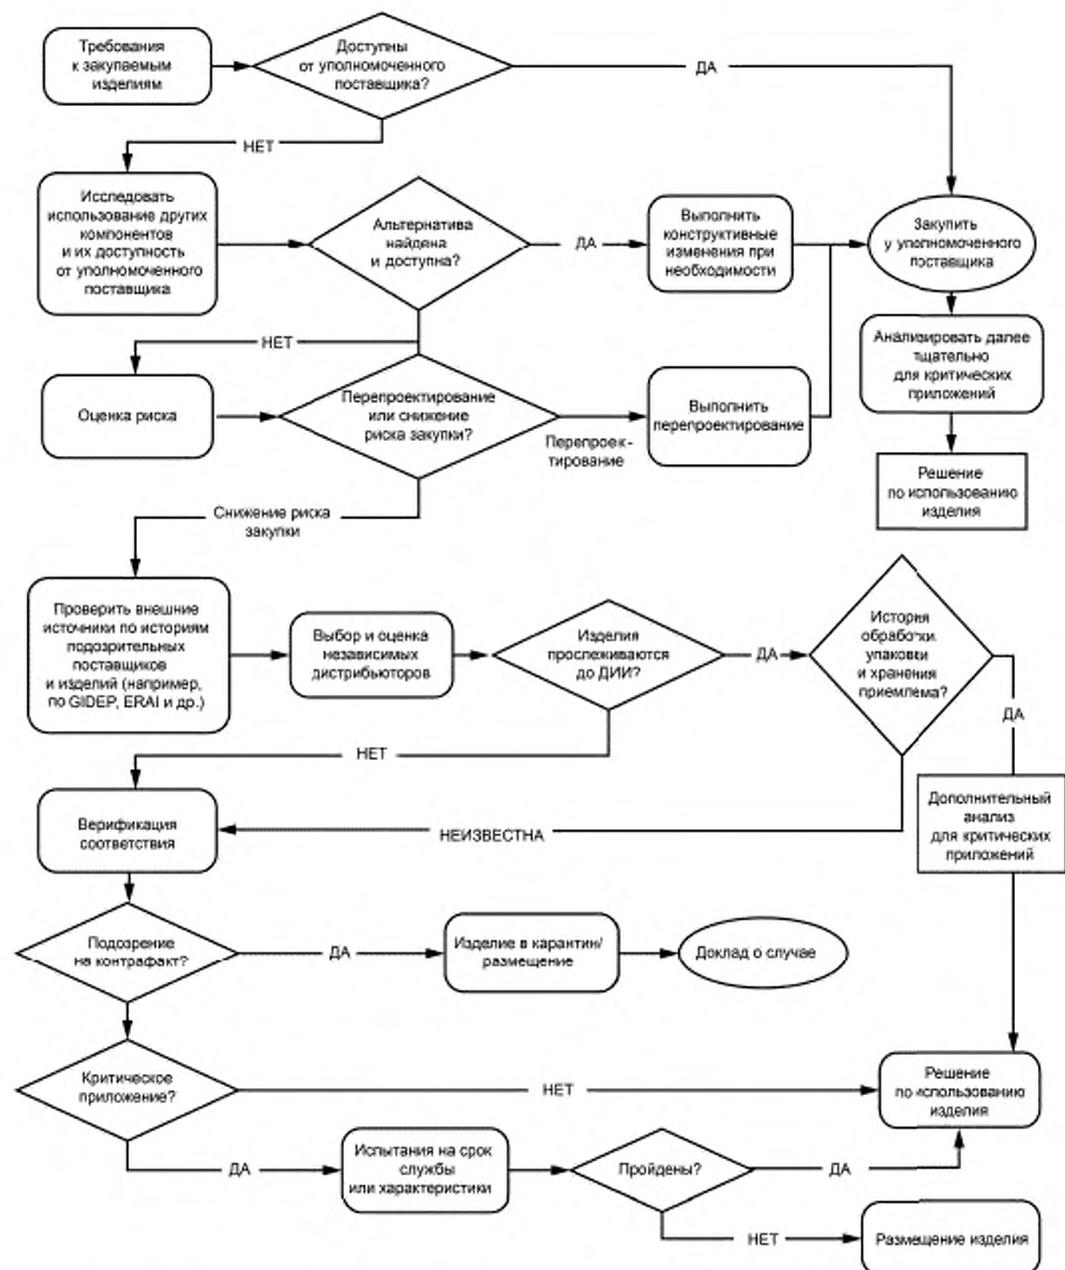 Требования
к закупаемым
изделиям
Доступны
от уполномоченного
поставщика?
ДА
НЕТ
Исследовать
использование других
компонентов
и их доступность
от уполномоченного
поставщика
Альтернатива
найдена
и доступна?
ДА
Выполнить
конструктивные
изменения при
необходимости
Закупить
у уполномоченного
поставщика
Анализировать далее
тщательно
для критических
приложений
НЕТ
Оценка риска
Перепроектирование
или снижение
риска закупки?
Перепроек-
тирование
Выполнить
перепроектирование
Решение
по использованию
изделия
Снижение риска
закупки
Проверить внешние
источники по историям
подозрительных
поставщиков
и изделий (например,
по GIDEP, ERAI и др.)
Выбор и оценка
независимых
дистрибьюторов
Изделия
прослеживаются
до ДИИ?
ДА
История
обработки,
упаковки
и хранения
приемлема?
ДА
НЕТ
Дополнительный
анализ
для критических
приложений
Верификация
соответствия
НЕИЗВЕСТНА
Подозрение
на контрафакт?
ДА
Изделие в карантин/
размещение
Доклад о случае
Критическое
приложение?
НЕТ
Решение
по использованию
изделия
ДА
Испытания на срок
службы
или характеристики
Пройдены?
ДА
НЕТ
Размещение изделия